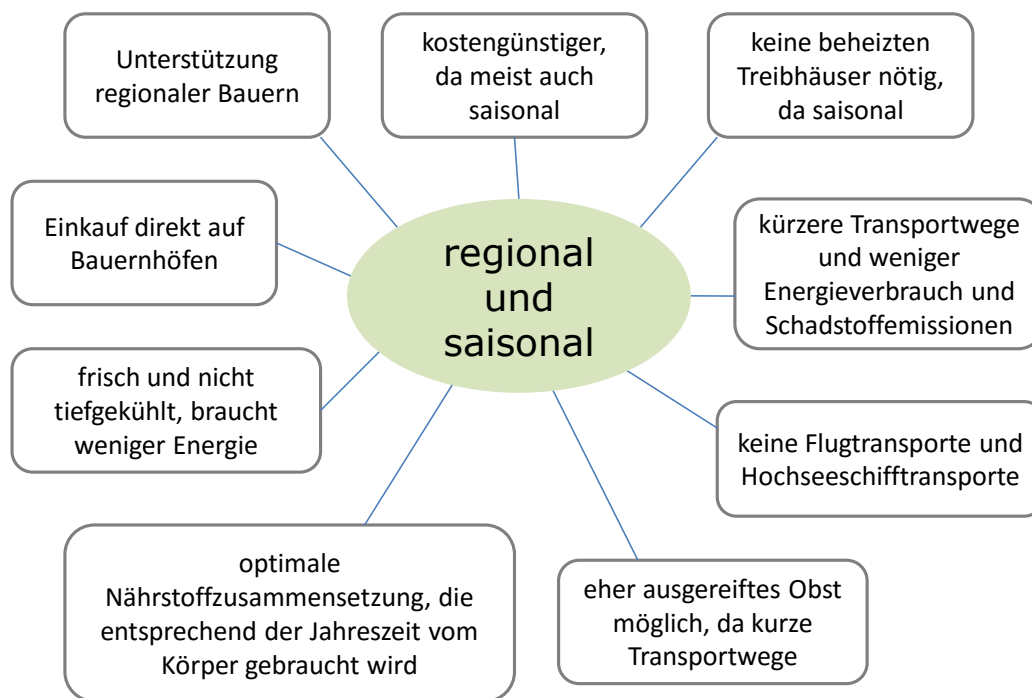 Unterstützung
regionaler Bauern
kostengünstiger,
da meist auch
saisonal
keine beheizten
Treibhäuser nötig,
da saisonal
Einkauf direkt auf
Bauernhöfen
regional
und
saisonal
kürzere Transportwege
und weniger
Energieverbrauch und
Schadstoffemissionen
frisch und nicht
tiefgekühlt, braucht
weniger Energie
keine Flugtransporte und
Hochseeschifftransporte
optimale
Nährstoffzusammensetzung, die
entsprechend der Jahreszeit vom
Körper gebraucht wird
eher ausgereiftes Obst
möglich, da kurze
Transportwege